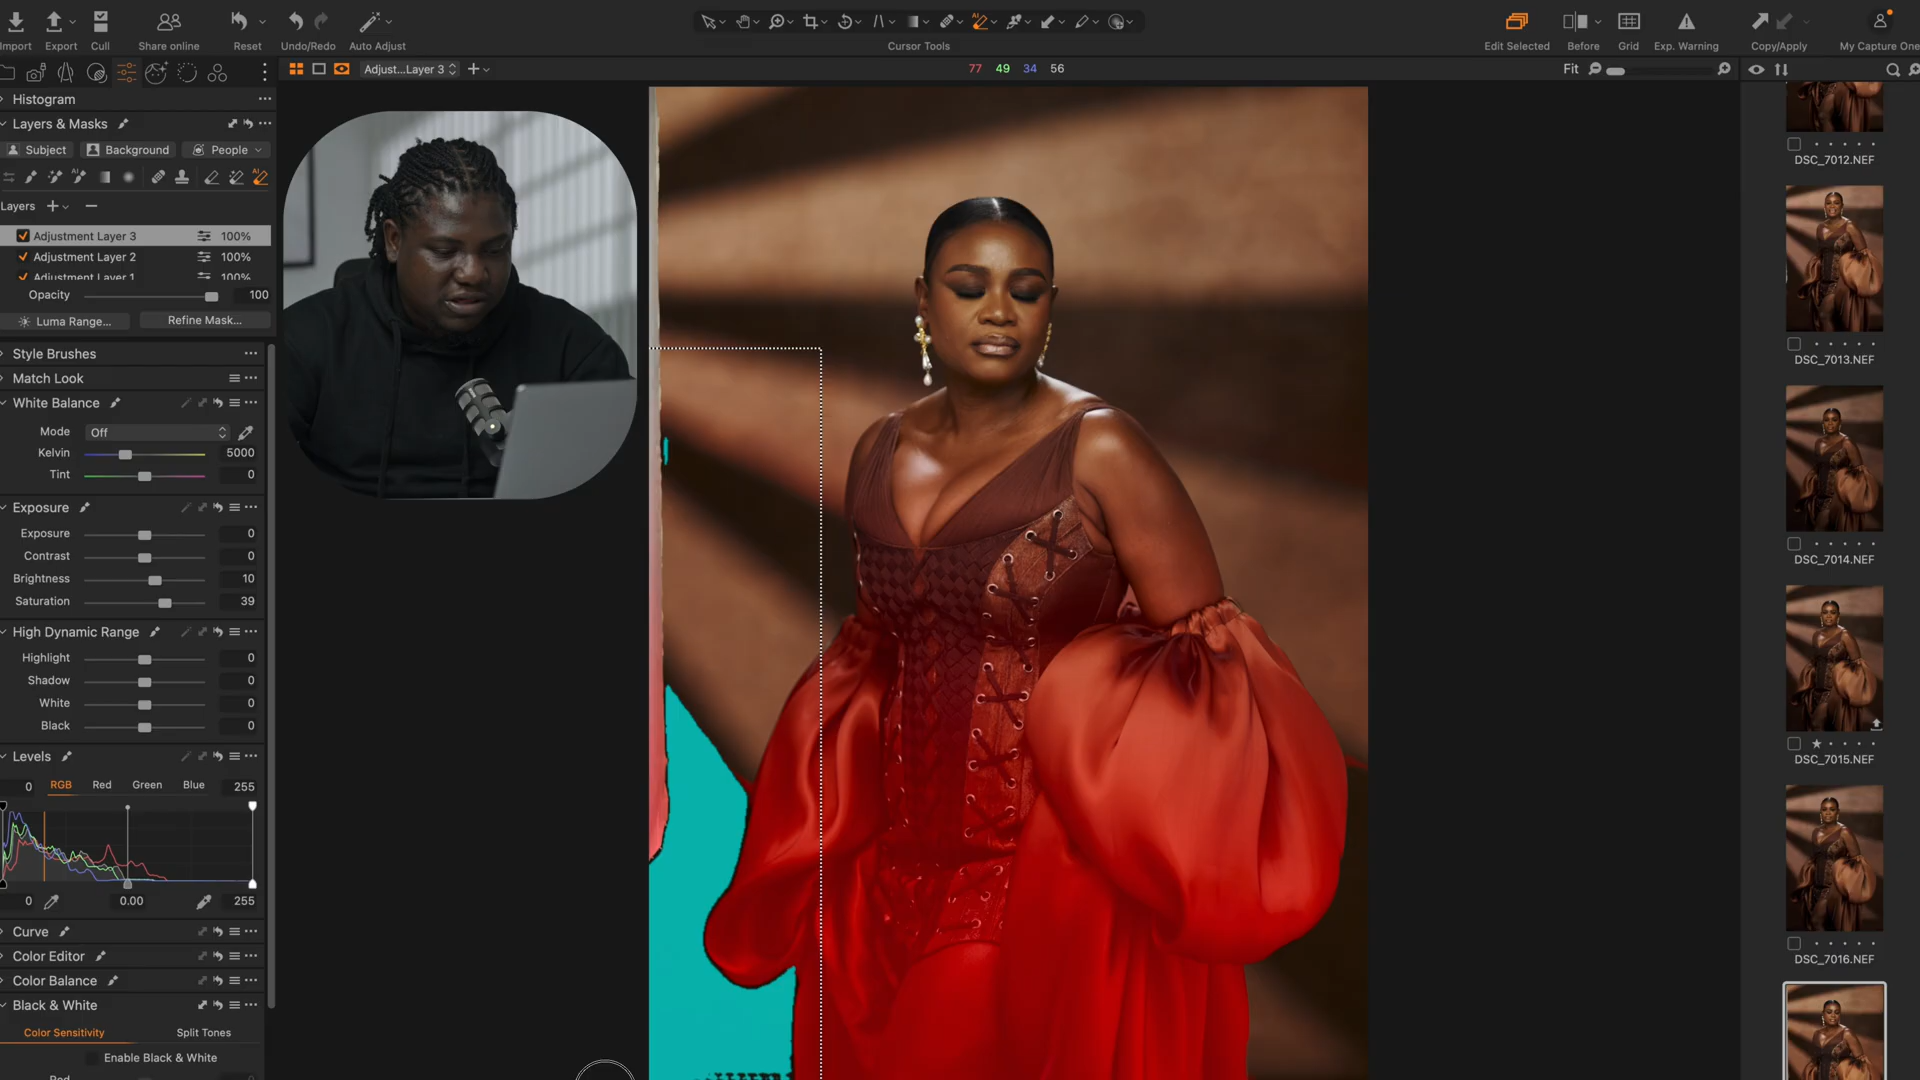 Import Export Cull Share online Reset Undo/Redo Auto Adjust Cursor Tools Edit Selected Before Grid Exp. Warning Copy/Apply My Capture One
Adjust...Layer 3 77 49 34 56 Fit
Histogram
Layers & Masks
Subject Background People
Layers
Adjustment Layer 3 100%
Adjustment Layer 2 100%
Adjustment Layer 1 100%
Opacity 100
Luma Range... Refine Mask...
Style Brushes
Match Look
White Balance
Mode Off
Kelvin 5000
Tint 0
Exposure
Exposure 0
Contrast 0
Brightness 10
Saturation 39
High Dynamic Range
Highlight 0
Shadow 0
White 0
Black 0
Levels
0 RGB Red Green Blue 255
0 0.00 255
Curve
Color Editor
Color Balance
Black & White
Color Sensitivity Split Tones
Enable Black & White
Red
DSC_7012.NEF
DSC_7013.NEF
DSC_7014.NEF
DSC_7015.NEF
DSC_7016.NEF